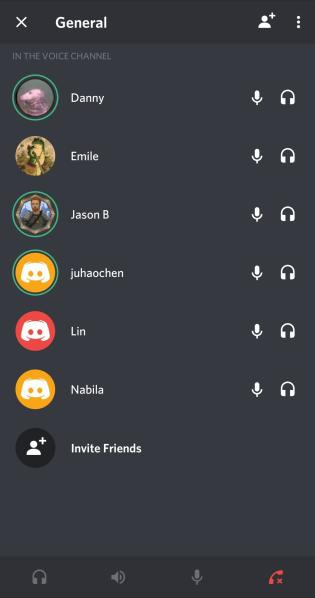 General
IN THE VOICE CHANNEL
Danny
Emile
Jason B
juhaochen
Lin
Nabila
Invite Friends